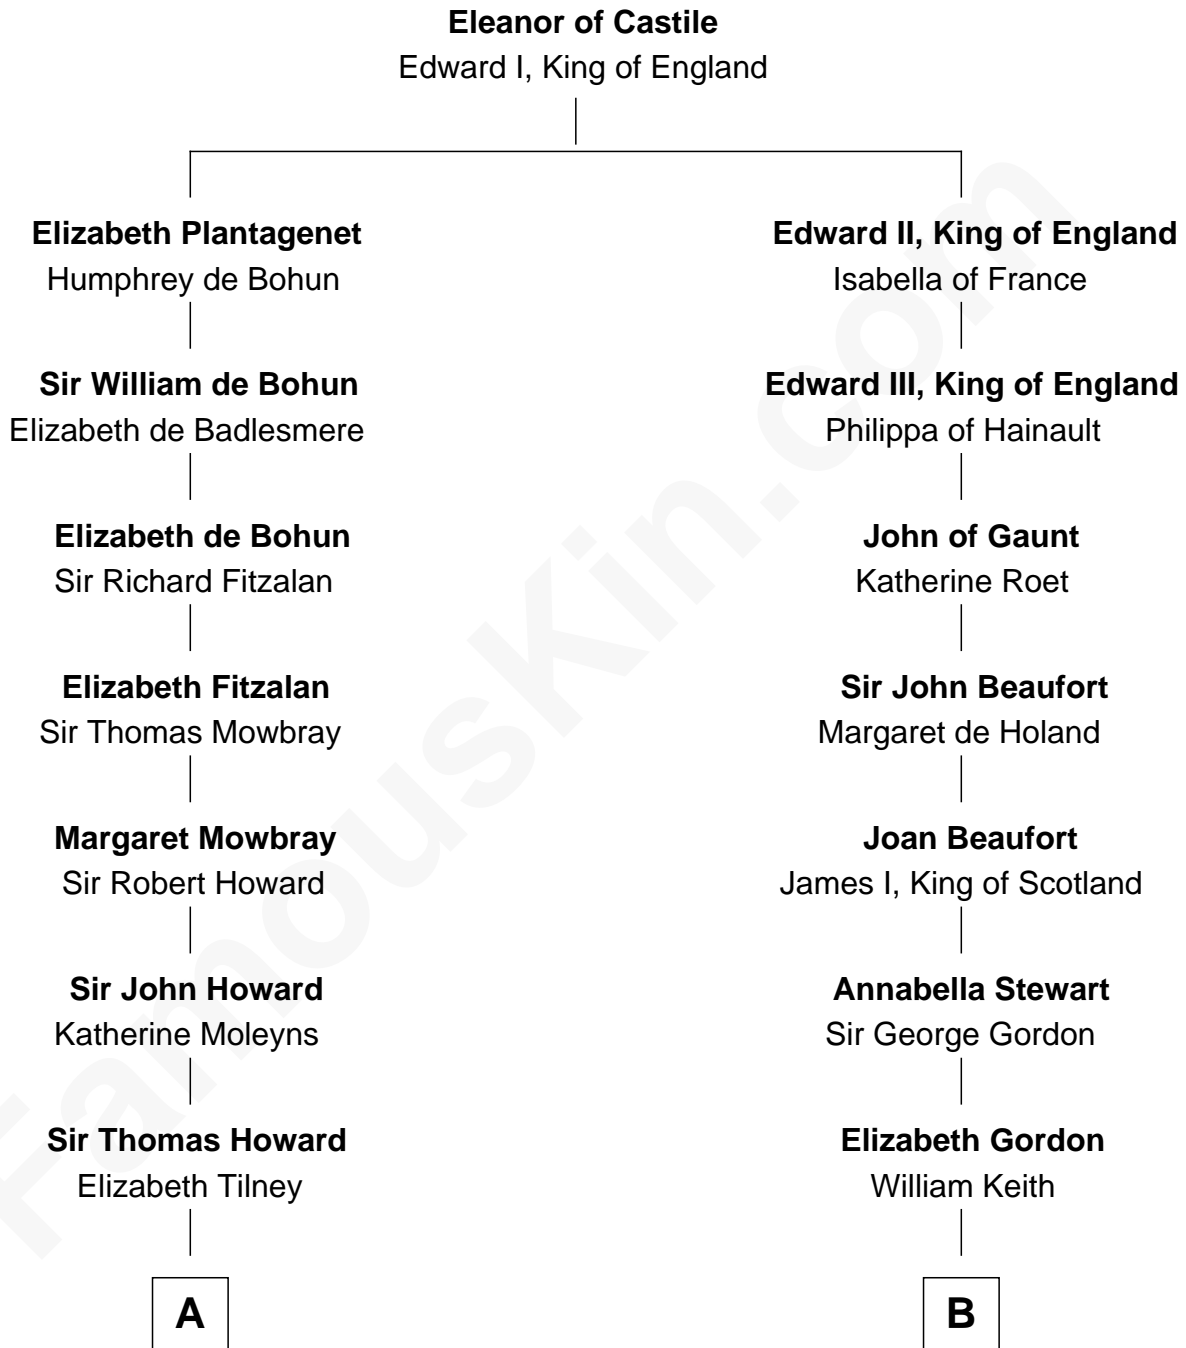 Eleanor of Castile
Edward I, King of England
Elizabeth Plantagenet
Humphrey de Bohun
Edward II, King of England
Isabella of France
Sir William de Bohun
Elizabeth de Badlesmere
Edward III, King of England
Philippa of Hainault
Elizabeth de Bohun
Sir Richard Fitzalan
John of Gaunt
Katherine Roet
Elizabeth Fitzalan
Sir Thomas Mowbray
Sir John Beaufort
Margaret de Holand
Margaret Mowbray
Sir Robert Howard
Joan Beaufort
James I, King of Scotland
Sir John Howard
Katherine Moleyns
Annabella Stewart
Sir George Gordon
Sir Thomas Howard
Elizabeth Tilney
Elizabeth Gordon
William Keith
A
B
FamousKin.com